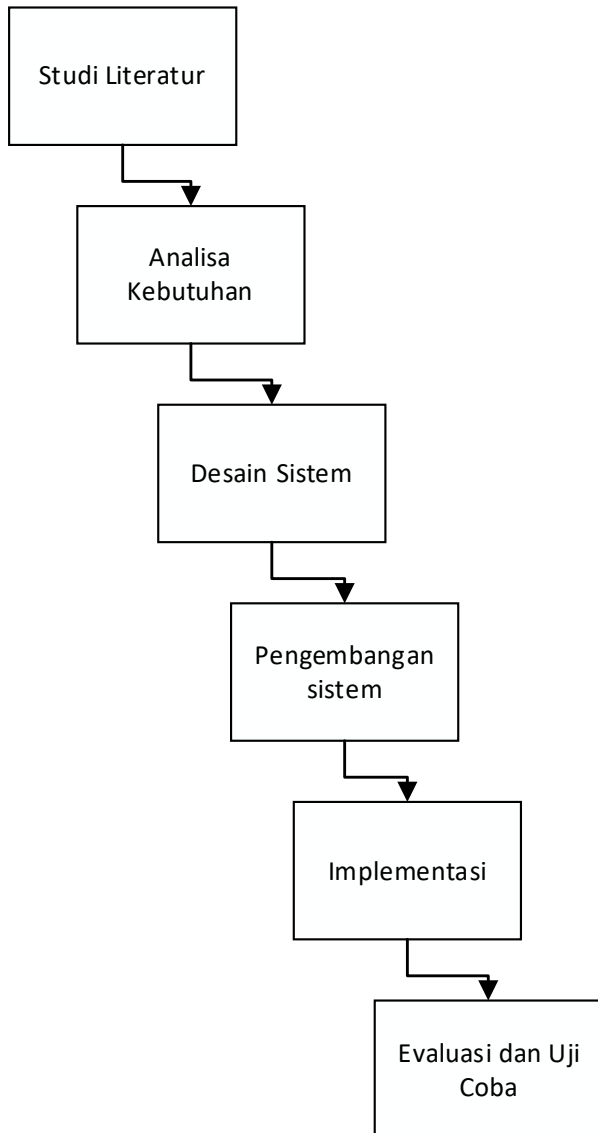 Studi Literatur
Analisa
Kebutuhan
Desain Sistem
Pengembangan
sistem
Implementasi
Evaluasi dan Uji
Coba